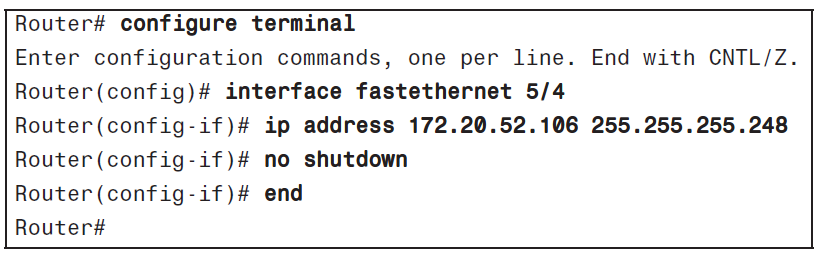 Router# configure terminal
Enter configuration commands, one per line. End with CNTL/Z.
Router(config)# interface fastethernet 5/4
Router(config-if)# ip address 172.20.52.106 255.255.255.248
Router(config-if)# no shutdown
Router(config-if)# end
Router#